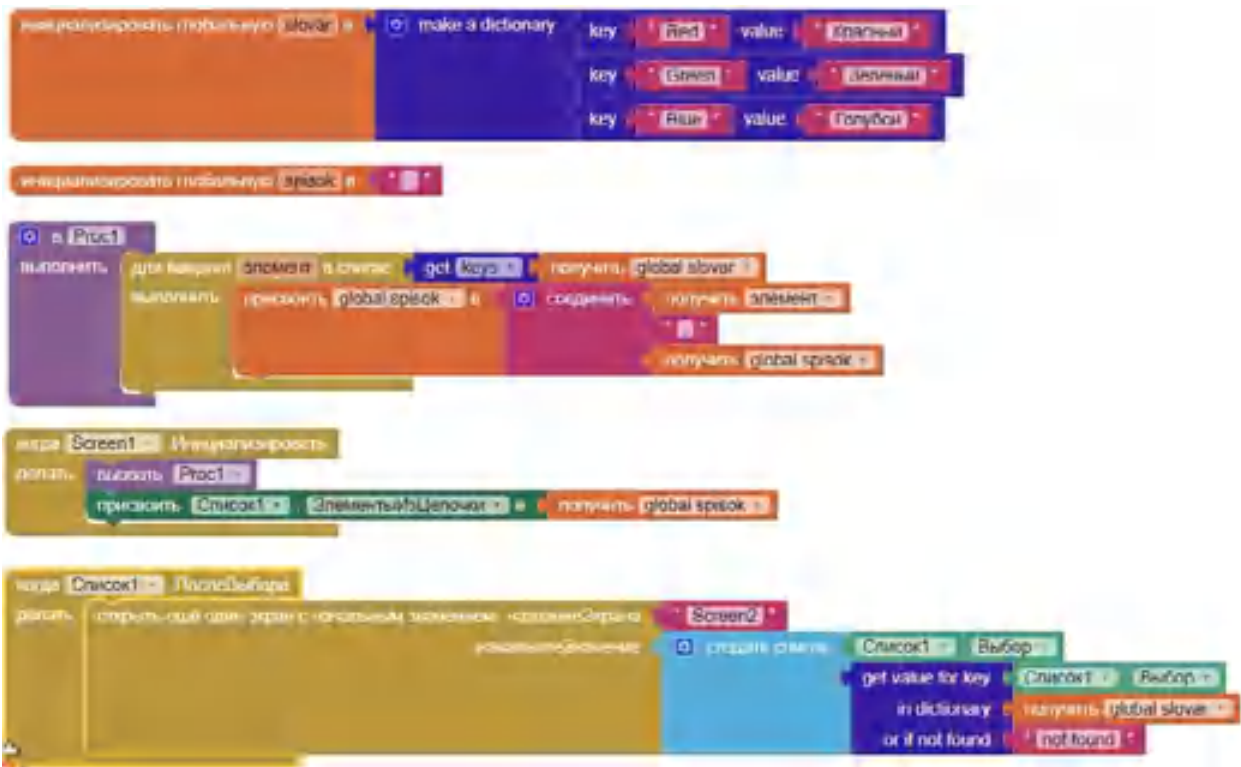 инициализировать глобальную slovar в make a dictionary key " Red " value " Красный "
key " Green " value " Зеленый "
key " Blue " value " Голубой "
инициализировать глобальную spisok в " "
в Proc1
выполнить для каждого элемент в списке get keys получить global slovar
выполнить присвоить global spisok в соединить получить элемент
" "
получить global spisok
когда Screen1 Инициализировать
делать вызвать Proc1
присвоить Список1 ЭлементыИзЦепочки в получить global spisok
когда Список1 ПослеВыбора
делать открыть ещё один экран с начальным значением " Screen2 "
создать список Список1 Выбор
get value for key Список1 Выбор
in dictionary получить global slovar
or if not found " not found "